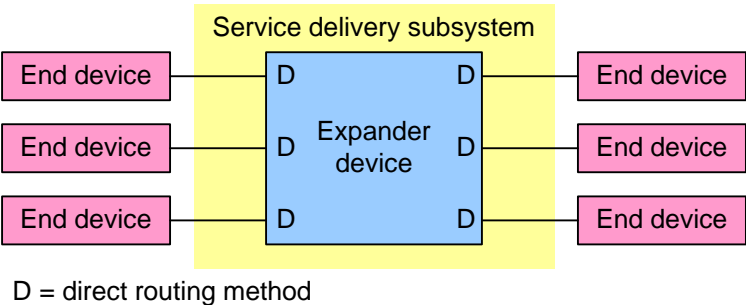 Service delivery subsystem
End device
D
D
End device
End device
D
Expander
device
D
End device
End device
D
D
End device
D = direct routing method